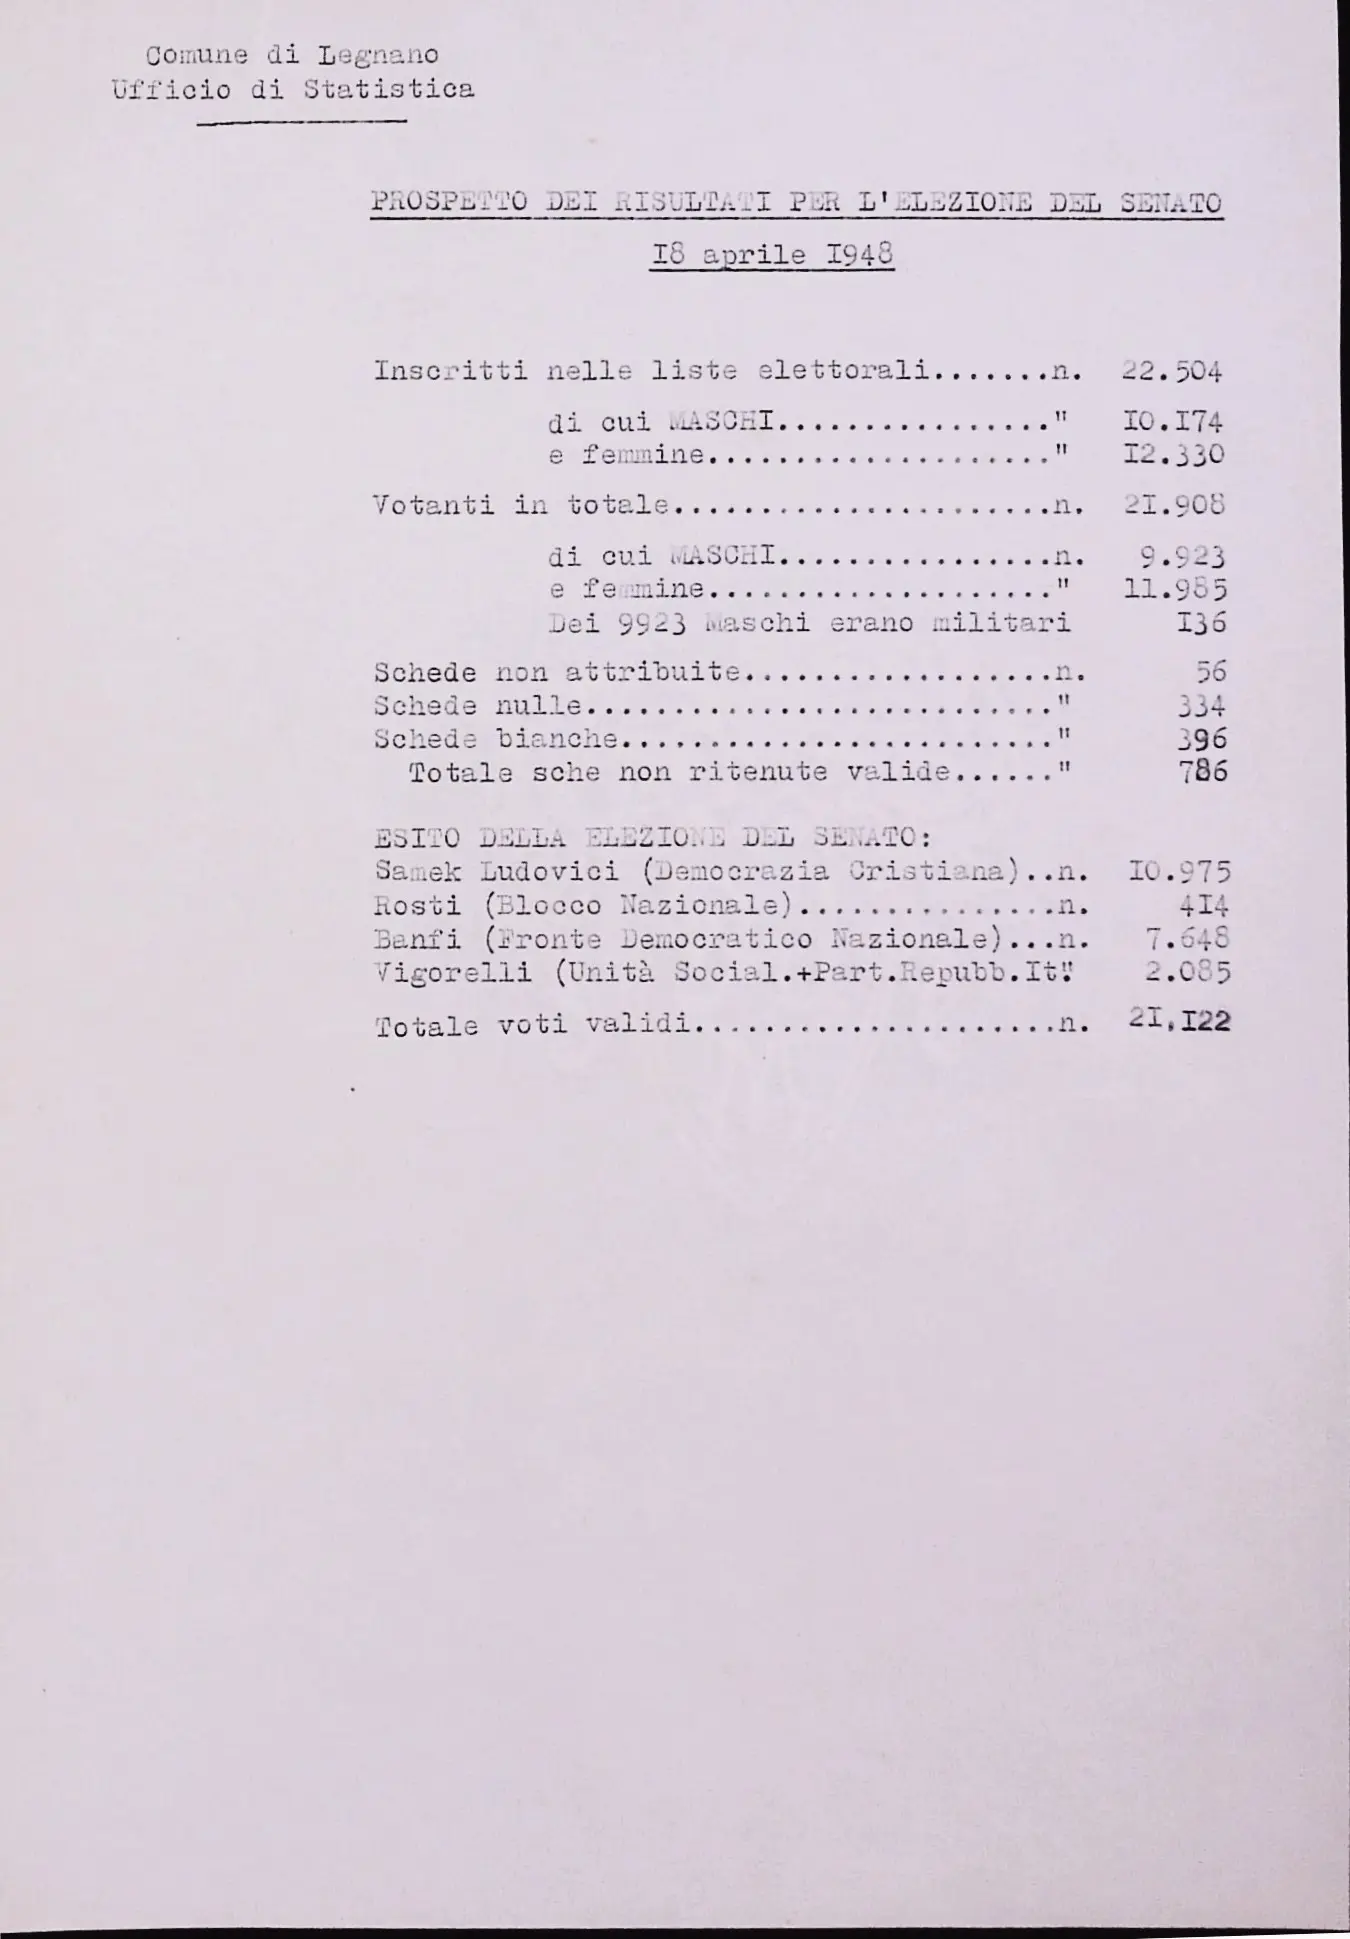 Comune di Legnano
Ufficio di Statistica
PROSPETTO DEI RISULTATI PER L'ELEZIONE DEL SENATO
I8 aprile I948
Inscritti nelle liste elettorali.......n. 22.504
di cui MASCHI................" I0.I74
e femmine...................." I2.330
Votanti in totale......................n. 2I.908
di cui MASCHI................n. 9.923
e femmine...................." 11.985
Dei 9923 Maschi erano militari I36
Schede non attribuite..................n. 56
Schede nulle..........................." 334
Schede bianche........................." 396
Totale sche non ritenute valide......" 786
ESITO DELLA ELEZIONE DEL SENATO:
Samek Ludovici (Democrazia Cristiana)..n. I0.975
Rosti (Blocco Nazionale)...............n. 4I4
Banfi (Fronte Democratico Nazionale)...n. 7.648
Vigorelli (Unità Social.+Part.Repubb.It." 2.085
Totale voti validi.....................n. 2I.I22